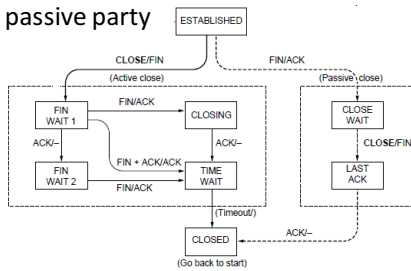 passive party
ESTABLISHED
CLOSE/FIN
FIN/ACK
(Active close)
(Passive close)
FIN
WAIT 1
FIN/ACK
CLOSING
CLOSE
WAIT
ACK/–
ACK/–
CLOSE/FIN
FIN + ACK/ACK
FIN
WAIT 2
FIN/ACK
TIME
WAIT
LAST
ACK
(Timeout/)
CLOSED
ACK/–
(Go back to start)